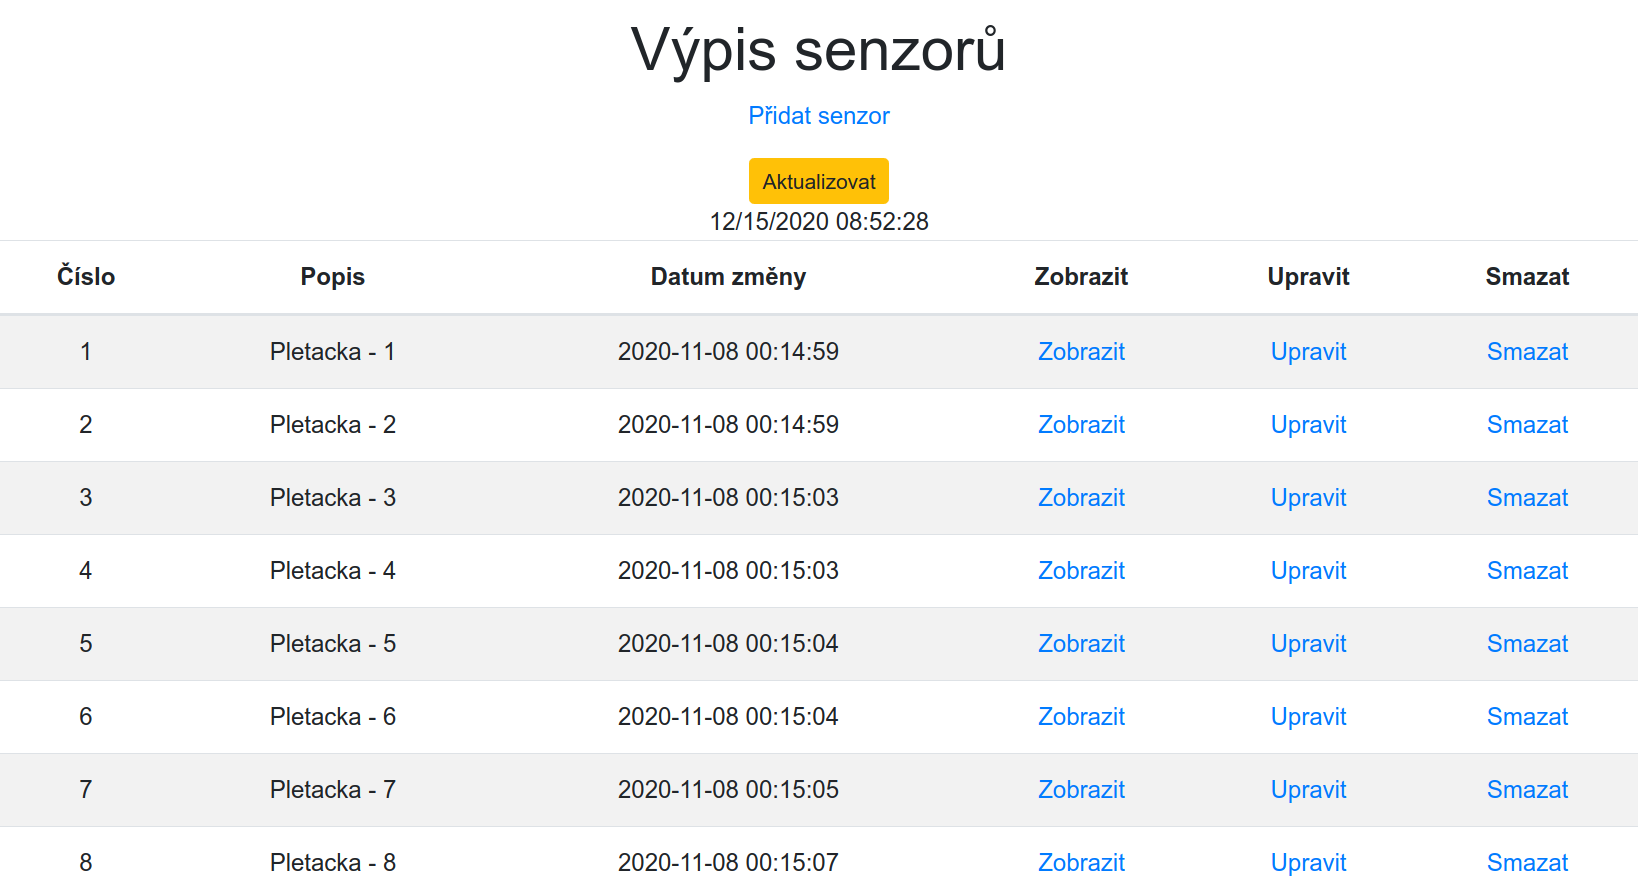 Výpis senzorů
Přidat senzor
Aktualizovat
12/15/2020 08:52:28
Číslo Popis Datum změny Zobrazit Upravit Smazat
1 Pletacka - 1 2020-11-08 00:14:59 Zobrazit Upravit Smazat
2 Pletacka - 2 2020-11-08 00:14:59 Zobrazit Upravit Smazat
3 Pletacka - 3 2020-11-08 00:15:03 Zobrazit Upravit Smazat
4 Pletacka - 4 2020-11-08 00:15:03 Zobrazit Upravit Smazat
5 Pletacka - 5 2020-11-08 00:15:04 Zobrazit Upravit Smazat
6 Pletacka - 6 2020-11-08 00:15:04 Zobrazit Upravit Smazat
7 Pletacka - 7 2020-11-08 00:15:05 Zobrazit Upravit Smazat
8 Pletacka - 8 2020-11-08 00:15:07 Zobrazit Upravit Smazat